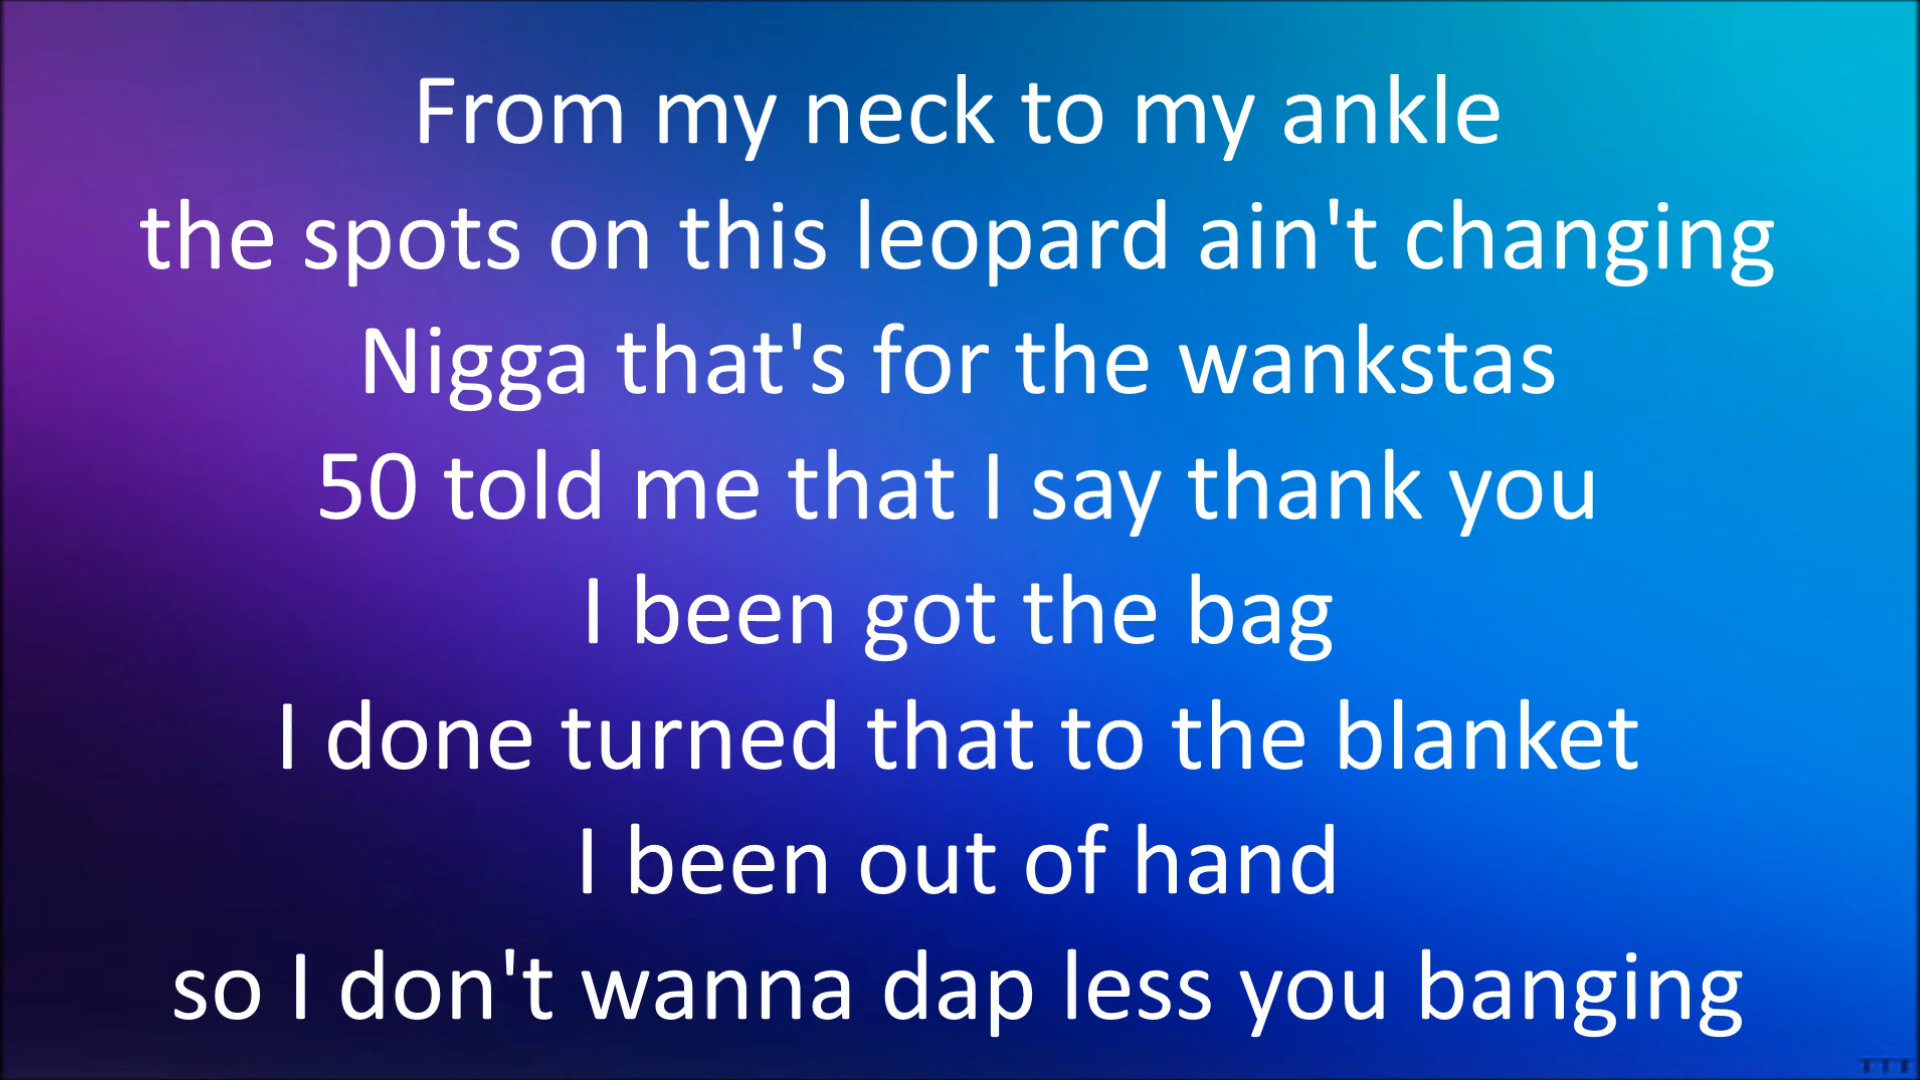 From my neck to my ankle
the spots on this leopard ain't changing
Nigga that's for the wankstas
50 told me that I say thank you
I been got the bag
I done turned that to the blanket
I been out of hand
so I don't wanna dap less you banging
TTT